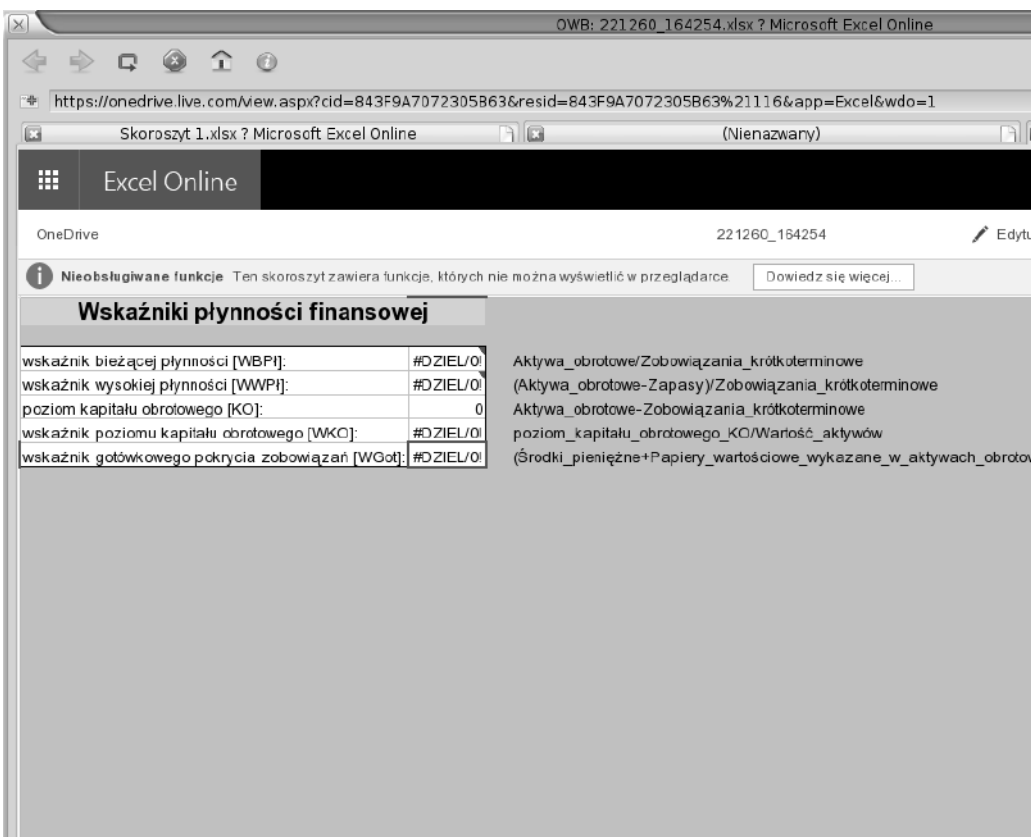 OWB: 221260_164254.xlsx ? Microsoft Excel Online
https://onedrive.live.com/view.aspx?cid=843F9A7072305B63&resid=843F9A7072305B63%21116&app=Excel&wdo=1
Skoroszyt 1.xlsx ? Microsoft Excel Online (Nienazwany)
Excel Online
OneDrive 221260_164254 Edytu
Nieobsługiwane funkcje Ten skoroszyt zawiera funkcje, których nie można wyświetlić w przeglądarce. Dowiedz się więcej...
Wskaźniki płynności finansowej
wskaźnik bieżącej płynności [WBPł]: #DZIEL/0! Aktywa_obrotowe/Zobowiązania_krótkoterminowe
wskaźnik wysokiej płynności [WWPł]: #DZIEL/0! (Aktywa_obrotowe-Zapasy)/Zobowiązania_krótkoterminowe
poziom kapitału obrotowego [KO]: 0 Aktywa_obrotowe-Zobowiązania_krótkoterminowe
wskaźnik poziomu kapitału obrotowego [WKO]: #DZIEL/0! poziom_kapitału_obrotowego_KO/Wartość_aktywów
wskaźnik gotówkowego pokrycia zobowiązań [WGot]: #DZIEL/0! (Środki_pieniężne+Papiery_wartościowe_wykazane_w_aktywach_obrotow